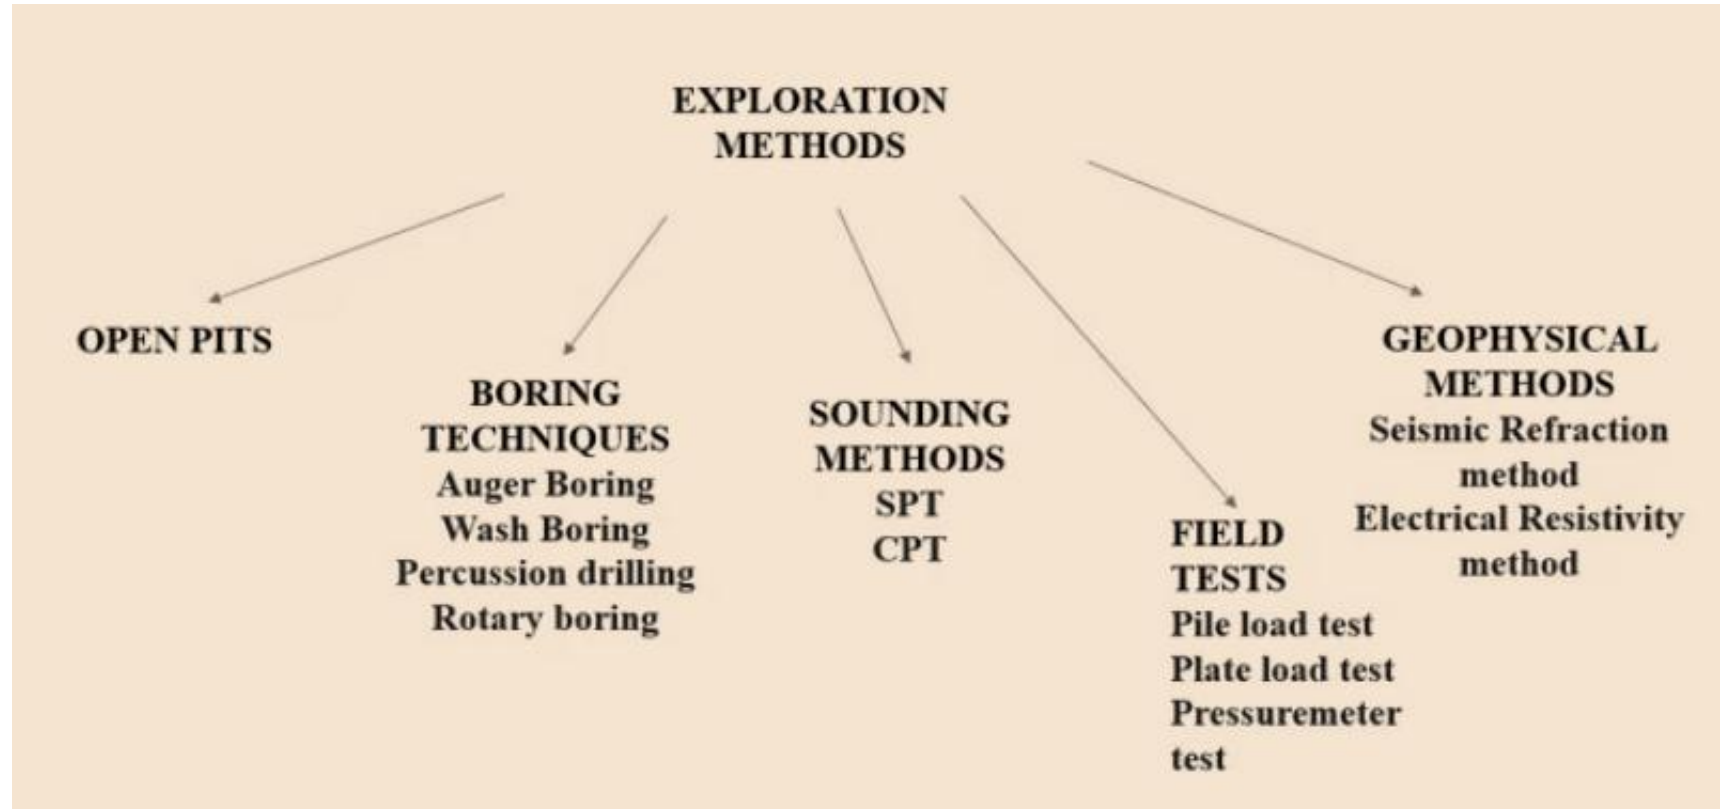 EXPLORATION
METHODS
OPEN PITS
BORING
TECHNIQUES
Auger Boring
Wash Boring
Percussion drilling
Rotary boring
SOUNDING
METHODS
SPT
CPT
FIELD
TESTS
Pile load test
Plate load test
Pressuremeter
test
GEOPHYSICAL
METHODS
Seismic Refraction
method
Electrical Resistivity
method